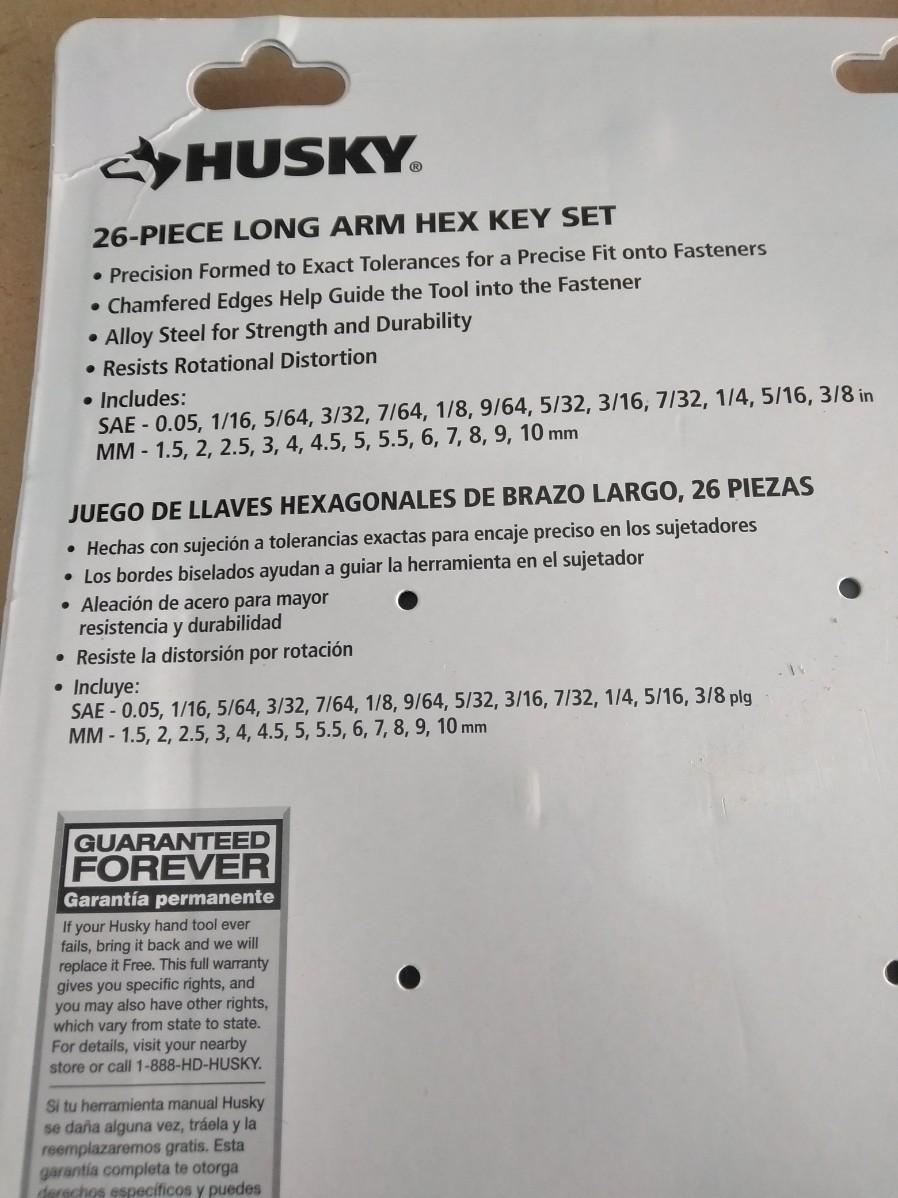 HUSKY®
26-PIECE LONG ARM HEX KEY SET
• Precision Formed to Exact Tolerances for a Precise Fit onto Fasteners
• Chamfered Edges Help Guide the Tool into the Fastener
• Alloy Steel for Strength and Durability
• Resists Rotational Distortion
• Includes:
SAE - 0.05, 1/16, 5/64, 3/32, 7/64, 1/8, 9/64, 5/32, 3/16, 7/32, 1/4, 5/16, 3/8 in
MM - 1.5, 2, 2.5, 3, 4, 4.5, 5, 5.5, 6, 7, 8, 9, 10 mm
JUEGO DE LLAVES HEXAGONALES DE BRAZO LARGO, 26 PIEZAS
• Hechas con sujeción a tolerancias exactas para encaje preciso en los sujetadores
• Los bordes biselados ayudan a guiar la herramienta en el sujetador
• Aleación de acero para mayor
resistencia y durabilidad
• Resiste la distorsión por rotación
• Incluye:
SAE - 0.05, 1/16, 5/64, 3/32, 7/64, 1/8, 9/64, 5/32, 3/16, 7/32, 1/4, 5/16, 3/8 plg
MM - 1.5, 2, 2.5, 3, 4, 4.5, 5, 5.5, 6, 7, 8, 9, 10 mm
GUARANTEED
FOREVER
Garantía permanente
If your Husky hand tool ever
fails, bring it back and we will
replace it Free. This full warranty
gives you specific rights, and
you may also have other rights,
which vary from state to state.
For details, visit your nearby
store or call 1-888-HD-HUSKY.
Si tu herramienta manual Husky
se daña alguna vez, tráela y la
reemplazaremos gratis. Esta
garantía completa te otorga
derechos específicos y puedes